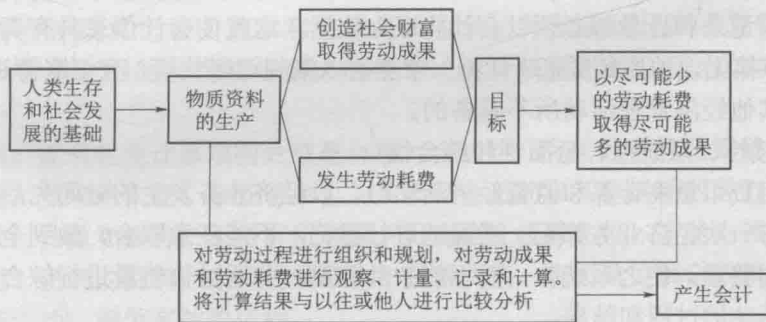 人类生存
和社会发
展的基础
物质资料
的生产
创造社会财富
取得劳动成果
发生劳动耗费
目
标
以尽可能少
的劳动耗费
取得尽可能
多的劳动成果
对劳动过程进行组织和规划，对劳动成果
和劳动耗费进行观察、计量、记录和计算。
将计算结果与以往或他人进行比较分析
产生会计